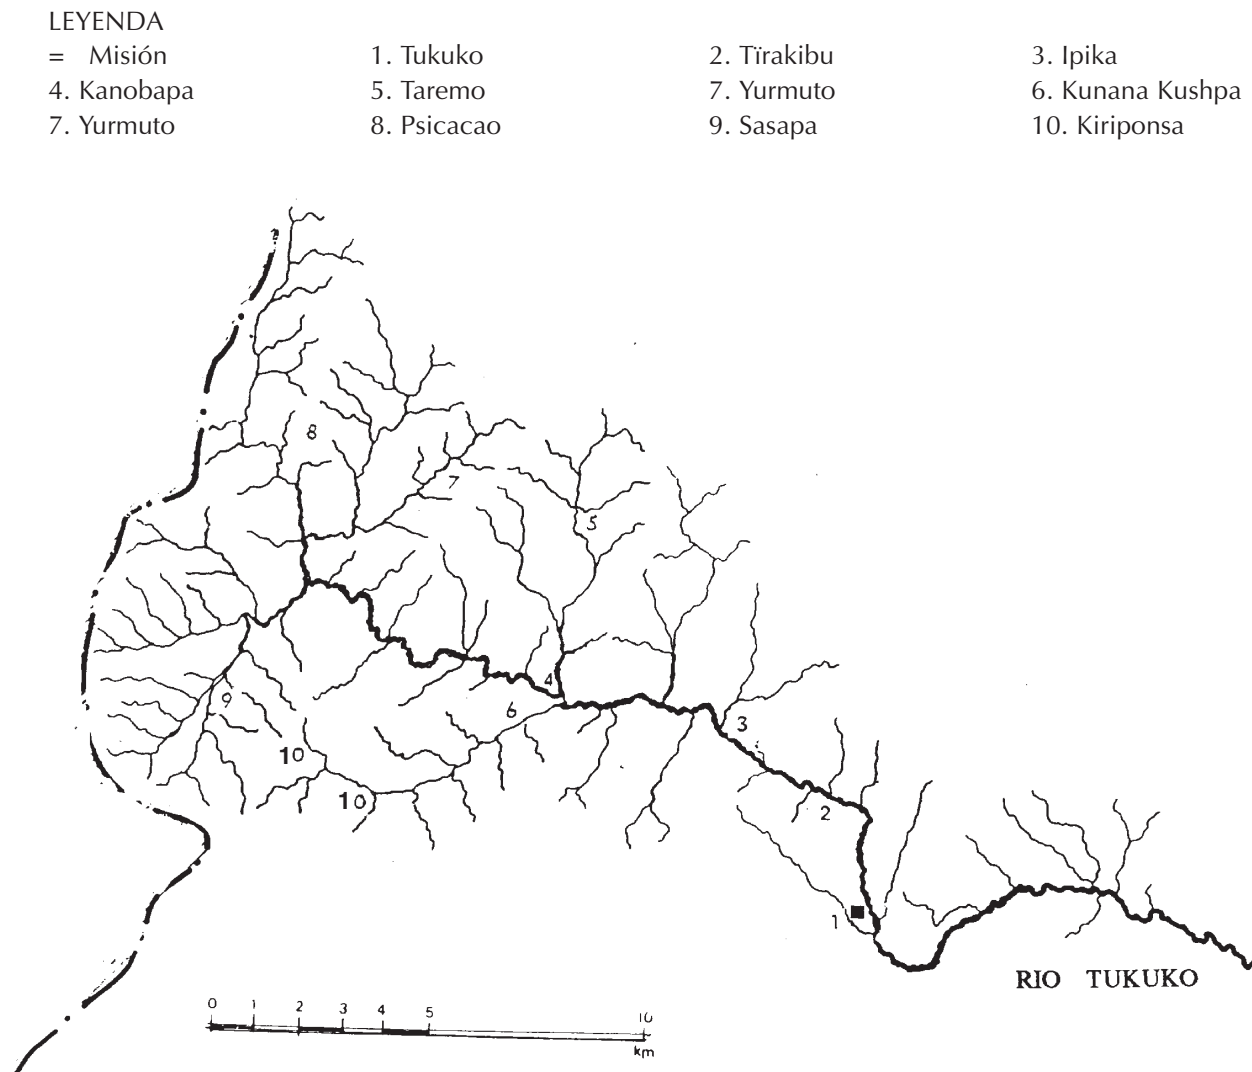 LEYENDA
= Misión 1. Tukuko 2. Tïrakibu 3. Ipika
4. Kanobapa 5. Taremo 7. Yurmuto 6. Kunana Kushpa
7. Yurmuto 8. Psicacao 9. Sasapa 10. Kiriponsa
8
7
5
4
9
6
3
10
10
2
1
RIO TUKUKO
0 1 2 3 4 5 10
km